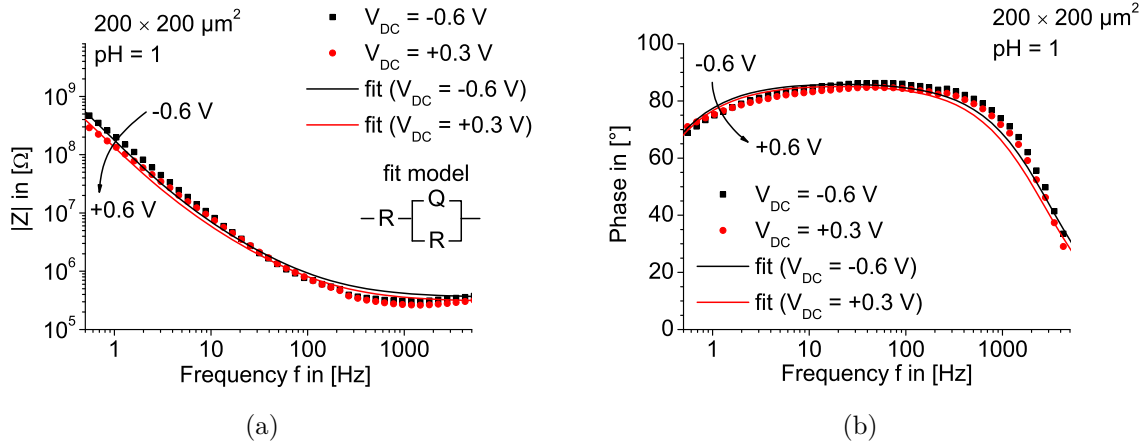 200 × 200 µm²
pH = 1
V_DC = -0.6 V
V_DC = +0.3 V
fit (V_DC = -0.6 V)
fit (V_DC = +0.3 V)
fit model
R
Q
R
-0.6 V
+0.6 V
10⁹
10⁸
10⁷
10⁶
10⁵
|Z| in [Ω]
1
10
100
1000
Frequency f in [Hz]
(a)
200 × 200 µm²
pH = 1
-0.6 V
+0.6 V
V_DC = -0.6 V
V_DC = +0.3 V
fit (V_DC = -0.6 V)
fit (V_DC = +0.3 V)
100
80
60
40
20
0
Phase in [°]
1
10
100
1000
Frequency f in [Hz]
(b)